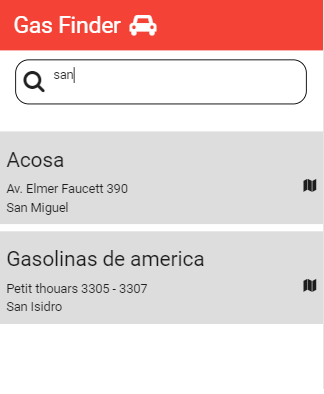 Gas Finder
san
Acosa
Av. Elmer Faucett 390
San Miguel
Gasolinas de america
Petit thouars 3305 - 3307
San Isidro